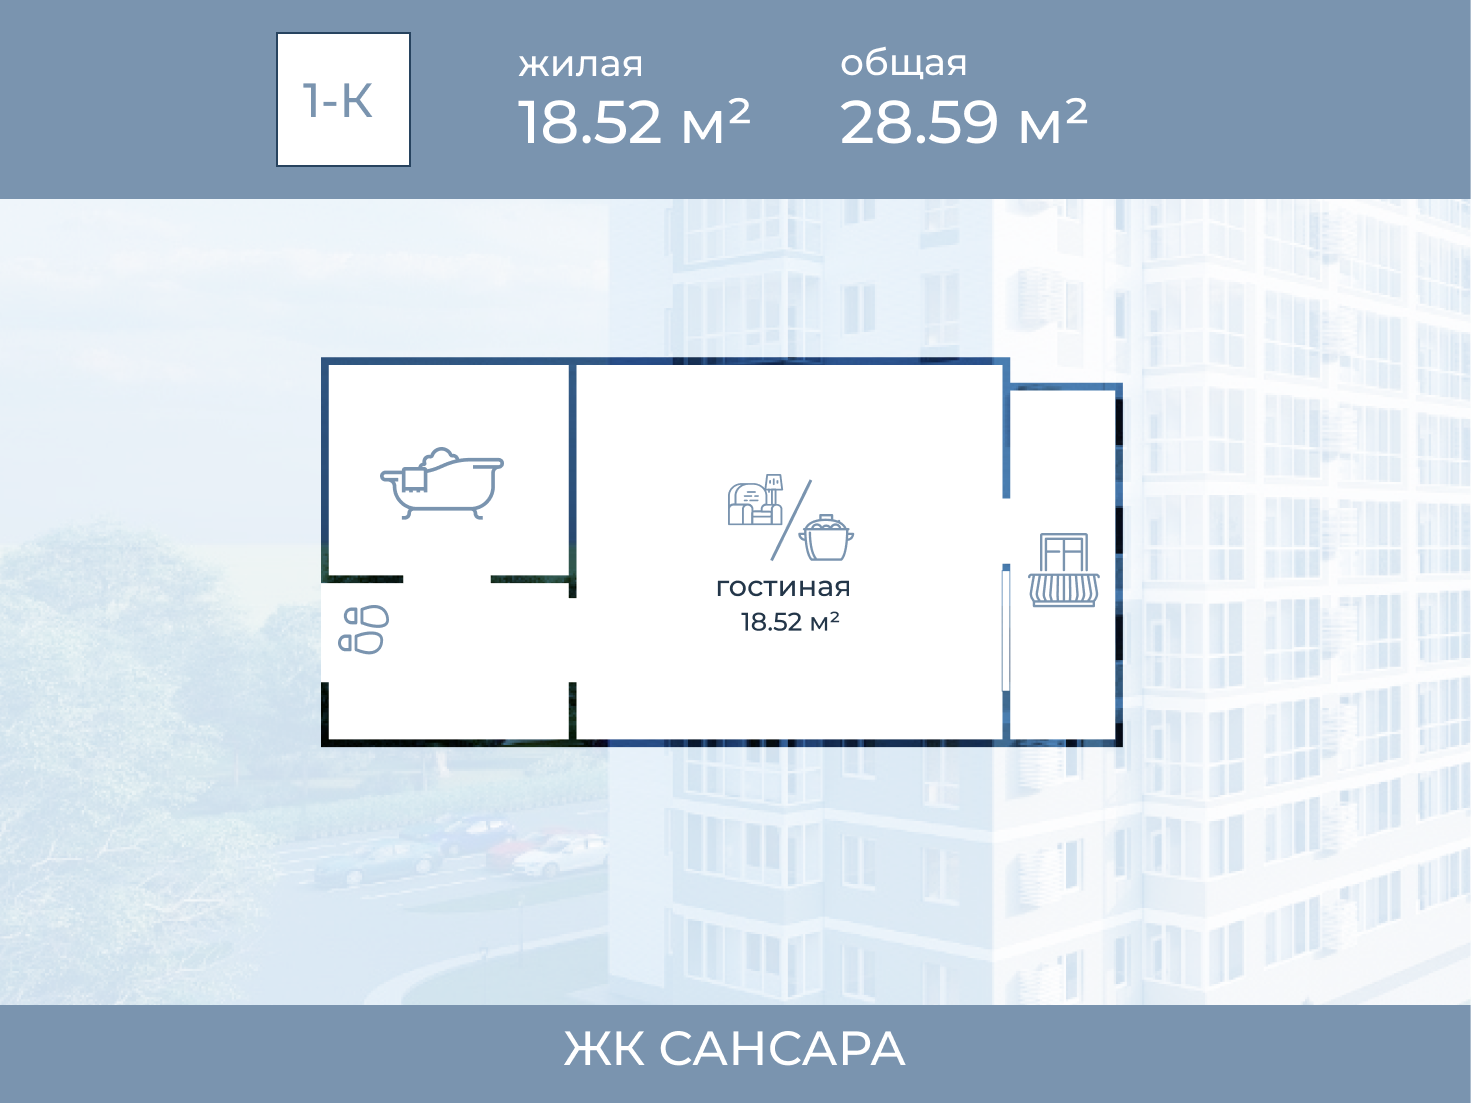 1-К
жилая
18.52 м²
общая
28.59 м²
гостиная
18.52 м²
ЖК САНСАРА